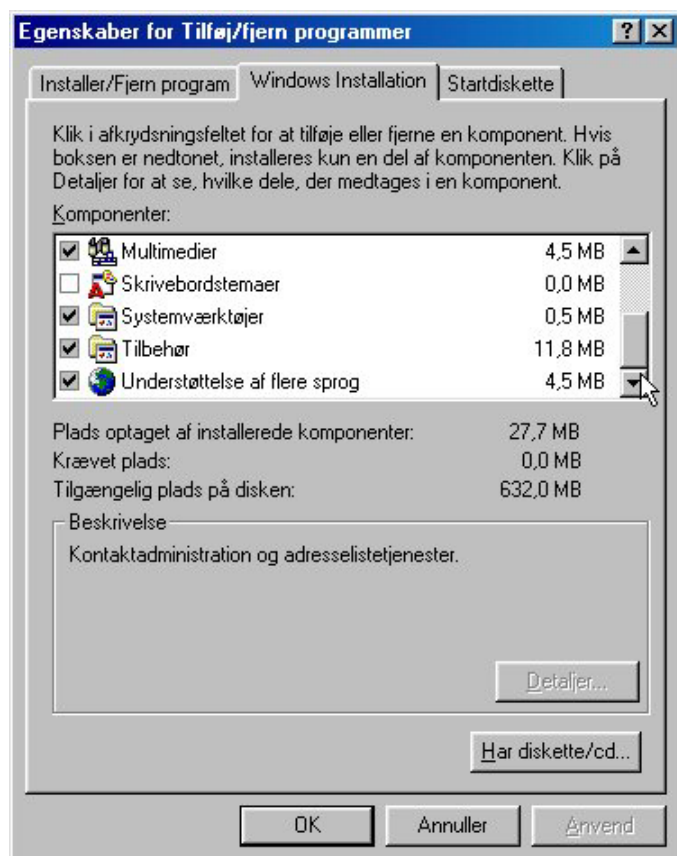 Egenskaber for Tilføj/fjern programmer
Installer/Fjern program Windows Installation Startdiskette
Klik i afkrydsningsfeltet for at tilføje eller fjerne en komponent. Hvis
boksen er nedtonet, installeres kun en del af komponenten. Klik på
Detaljer for at se, hvilke dele, der medtages i en komponent.
Komponenter:
Multimedier 4,5 MB
Skrivebordstemaer 0,0 MB
Systemværktøjer 0,5 MB
Tilbehør 11,8 MB
Understøttelse af flere sprog 4,5 MB
Plads optaget af installerede komponenter: 27,7 MB
Krævet plads: 0,0 MB
Tilgængelig plads på disken: 632,0 MB
Beskrivelse
Kontaktadministration og adresselistetjenester.
Detaljer...
Har diskette/cd...
OK Annuller Anvend